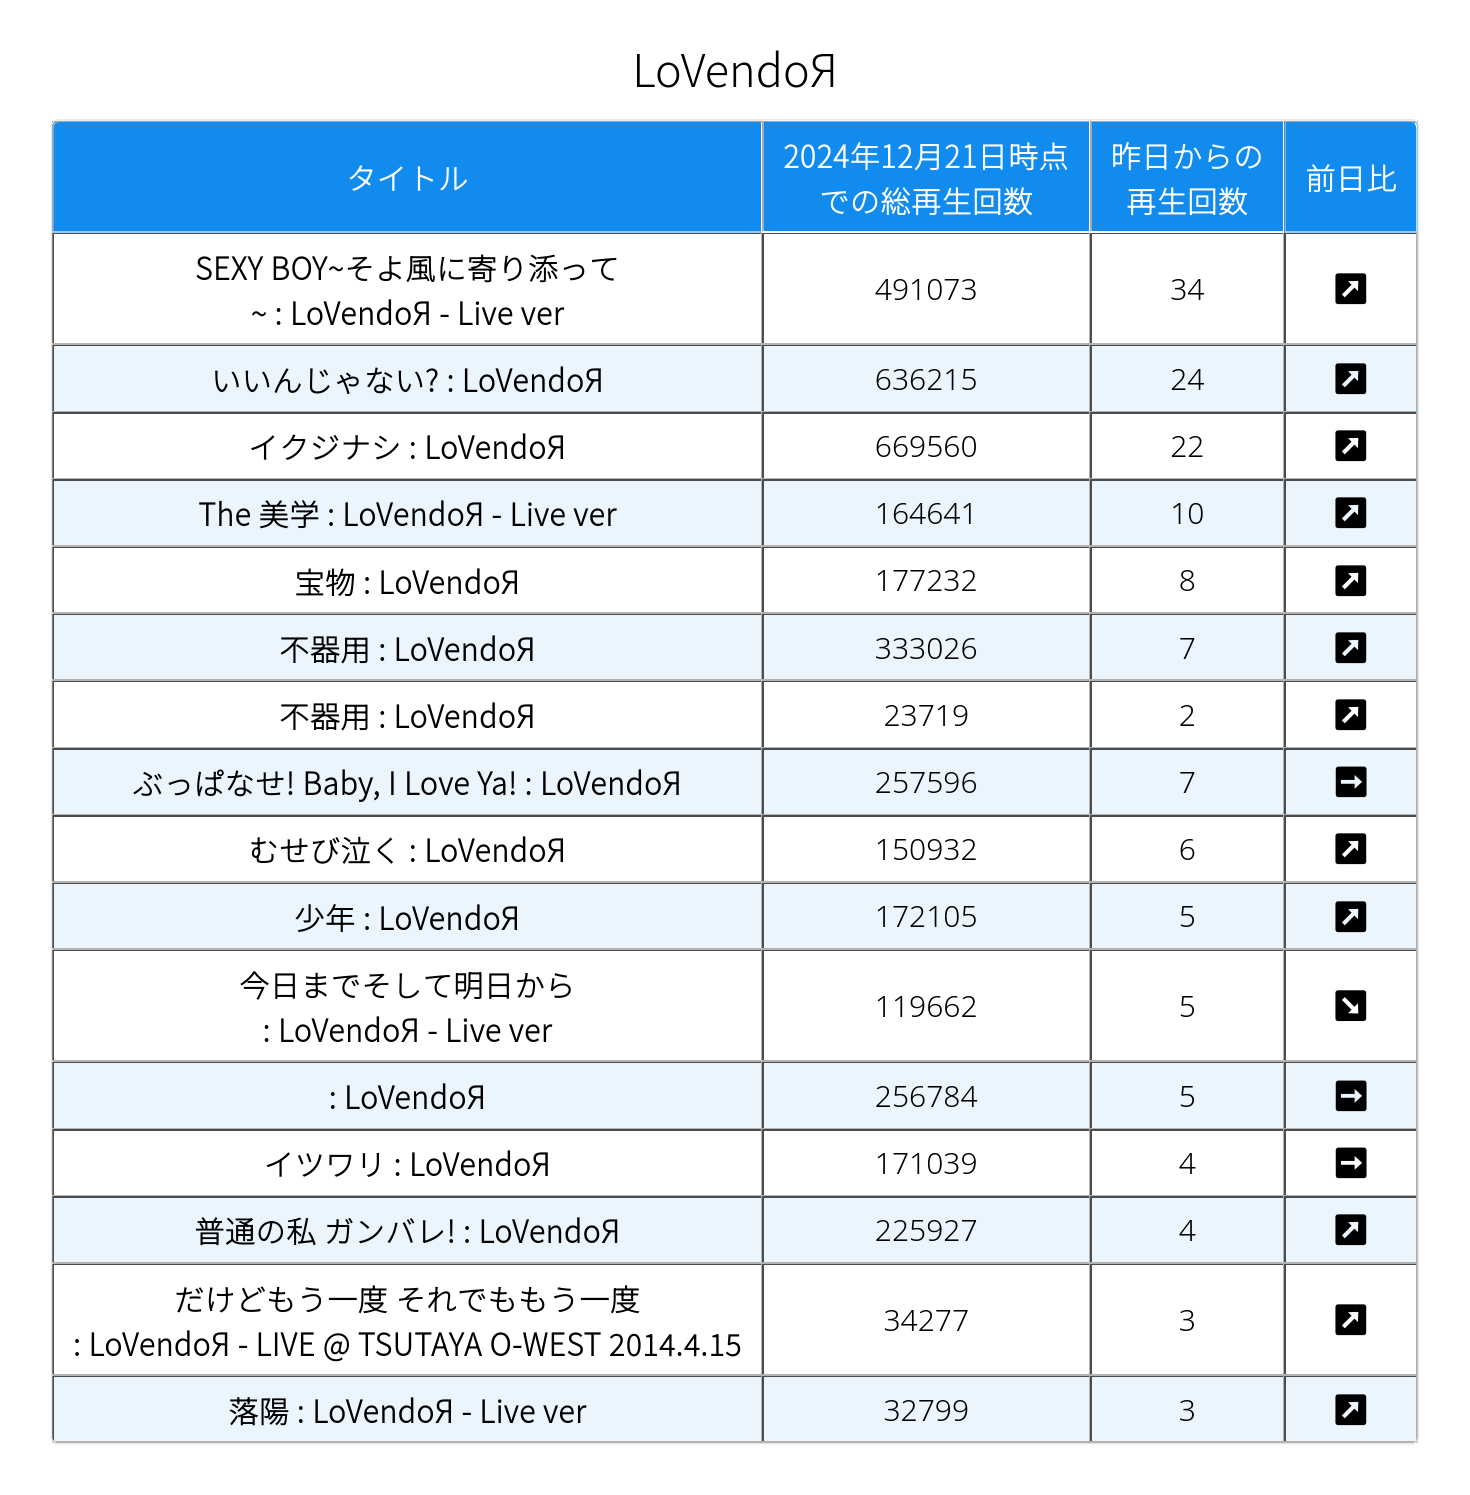 LoVendoЯ
タイトル
2024年12月21日時点
での総再生回数
昨日からの
再生回数
前日比
SEXY BOY~そよ風に寄り添って
~ : LoVendoЯ - Live ver
491073
34
いいんじゃない? : LoVendoЯ
636215
24
イクジナシ : LoVendoЯ
669560
22
The 美学 : LoVendoЯ - Live ver
164641
10
宝物 : LoVendoЯ
177232
8
不器用 : LoVendoЯ
333026
7
不器用 : LoVendoЯ
23719
2
ぶっぱなせ! Baby, I Love Ya! : LoVendoЯ
257596
7
むせび泣く : LoVendoЯ
150932
6
少年 : LoVendoЯ
172105
5
今日までそして明日から
: LoVendoЯ - Live ver
119662
5
: LoVendoЯ
256784
5
イツワリ : LoVendoЯ
171039
4
普通の私 ガンバレ! : LoVendoЯ
225927
4
だけどもう一度 それでももう一度
: LoVendoЯ - LIVE @ TSUTAYA O-WEST 2014.4.15
34277
3
落陽 : LoVendoЯ - Live ver
32799
3